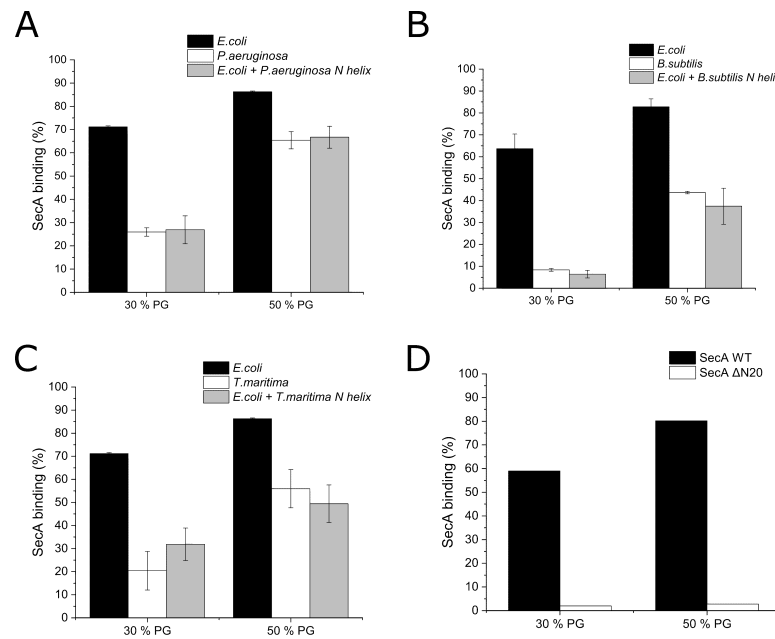 A
E.coli
P.aeruginosa
E.coli + P.aeruginosa N helix
SecA binding (%)
100
90
80
70
60
50
40
30
20
10
0
30 % PG
50 % PG
B
E.coli
B.subtilis
E.coli + B.subtilis N heli
SecA binding (%)
100
90
80
70
60
50
40
30
20
10
0
30 % PG
50 % PG
C
E.coli
T.maritima
E.coli + T.maritima N helix
SecA binding (%)
100
90
80
70
60
50
40
30
20
10
0
30 % PG
50 % PG
D
SecA WT
SecA ΔN20
SecA binding (%)
100
90
80
70
60
50
40
30
20
10
0
30 % PG
50 % PG